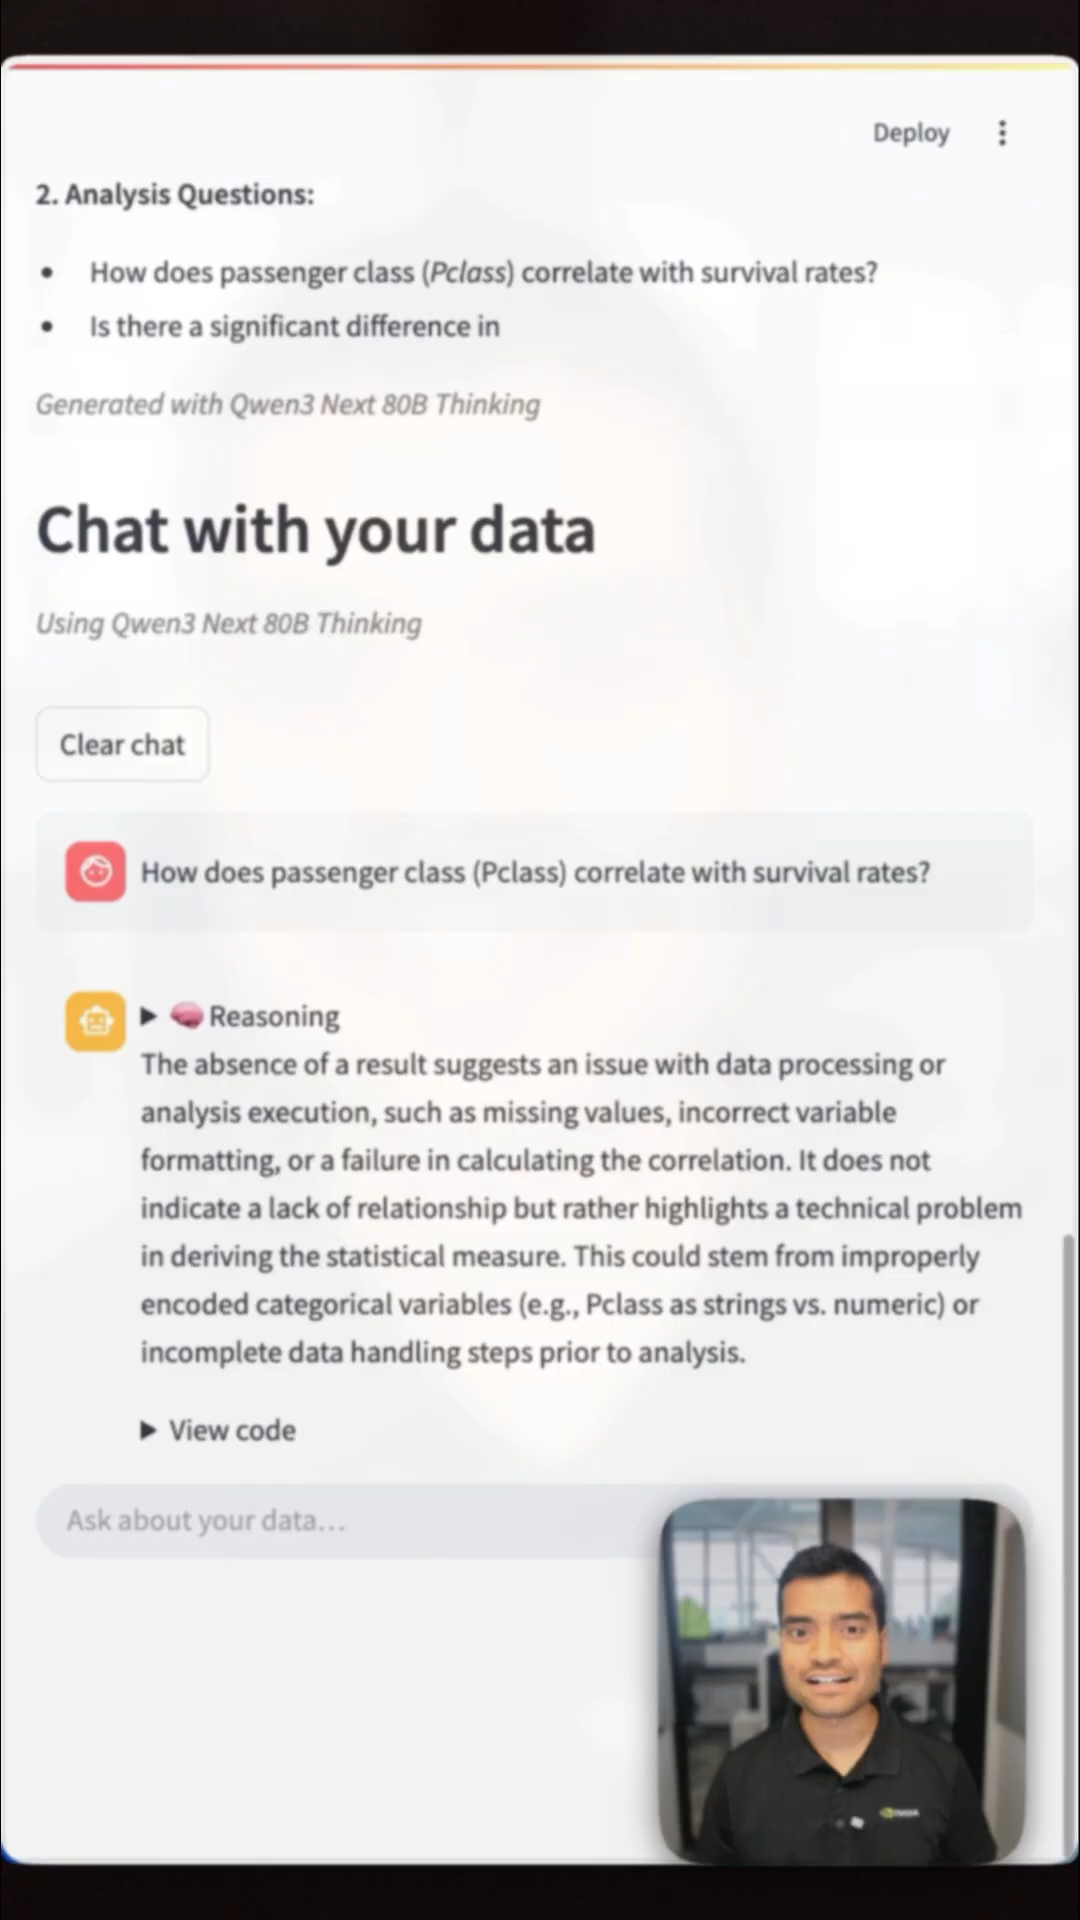 Deploy
2. Analysis Questions:
How does passenger class (Pclass) correlate with survival rates?
Is there a significant difference in
Generated with Qwen3 Next 80B Thinking
Chat with your data
Using Qwen3 Next 80B Thinking
Clear chat
How does passenger class (Pclass) correlate with survival rates?
Reasoning
The absence of a result suggests an issue with data processing or
analysis execution, such as missing values, incorrect variable
formatting, or a failure in calculating the correlation. It does not
indicate a lack of relationship but rather highlights a technical problem
in deriving the statistical measure. This could stem from improperly
encoded categorical variables (e.g., Pclass as strings vs. numeric) or
incomplete data handling steps prior to analysis.
View code
Ask about your data...
NVIDIA